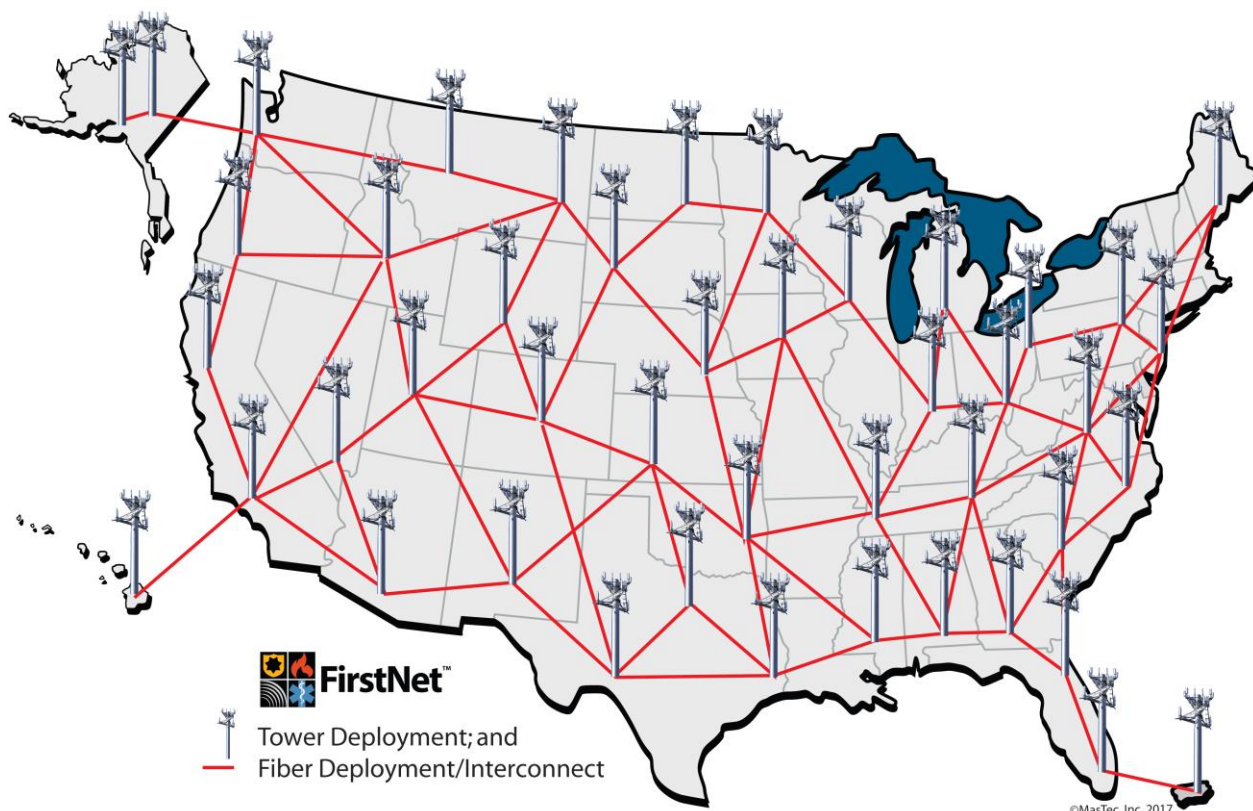 FirstNet™
Tower Deployment; and
Fiber Deployment/Interconnect
©MasTec, Inc. 2017